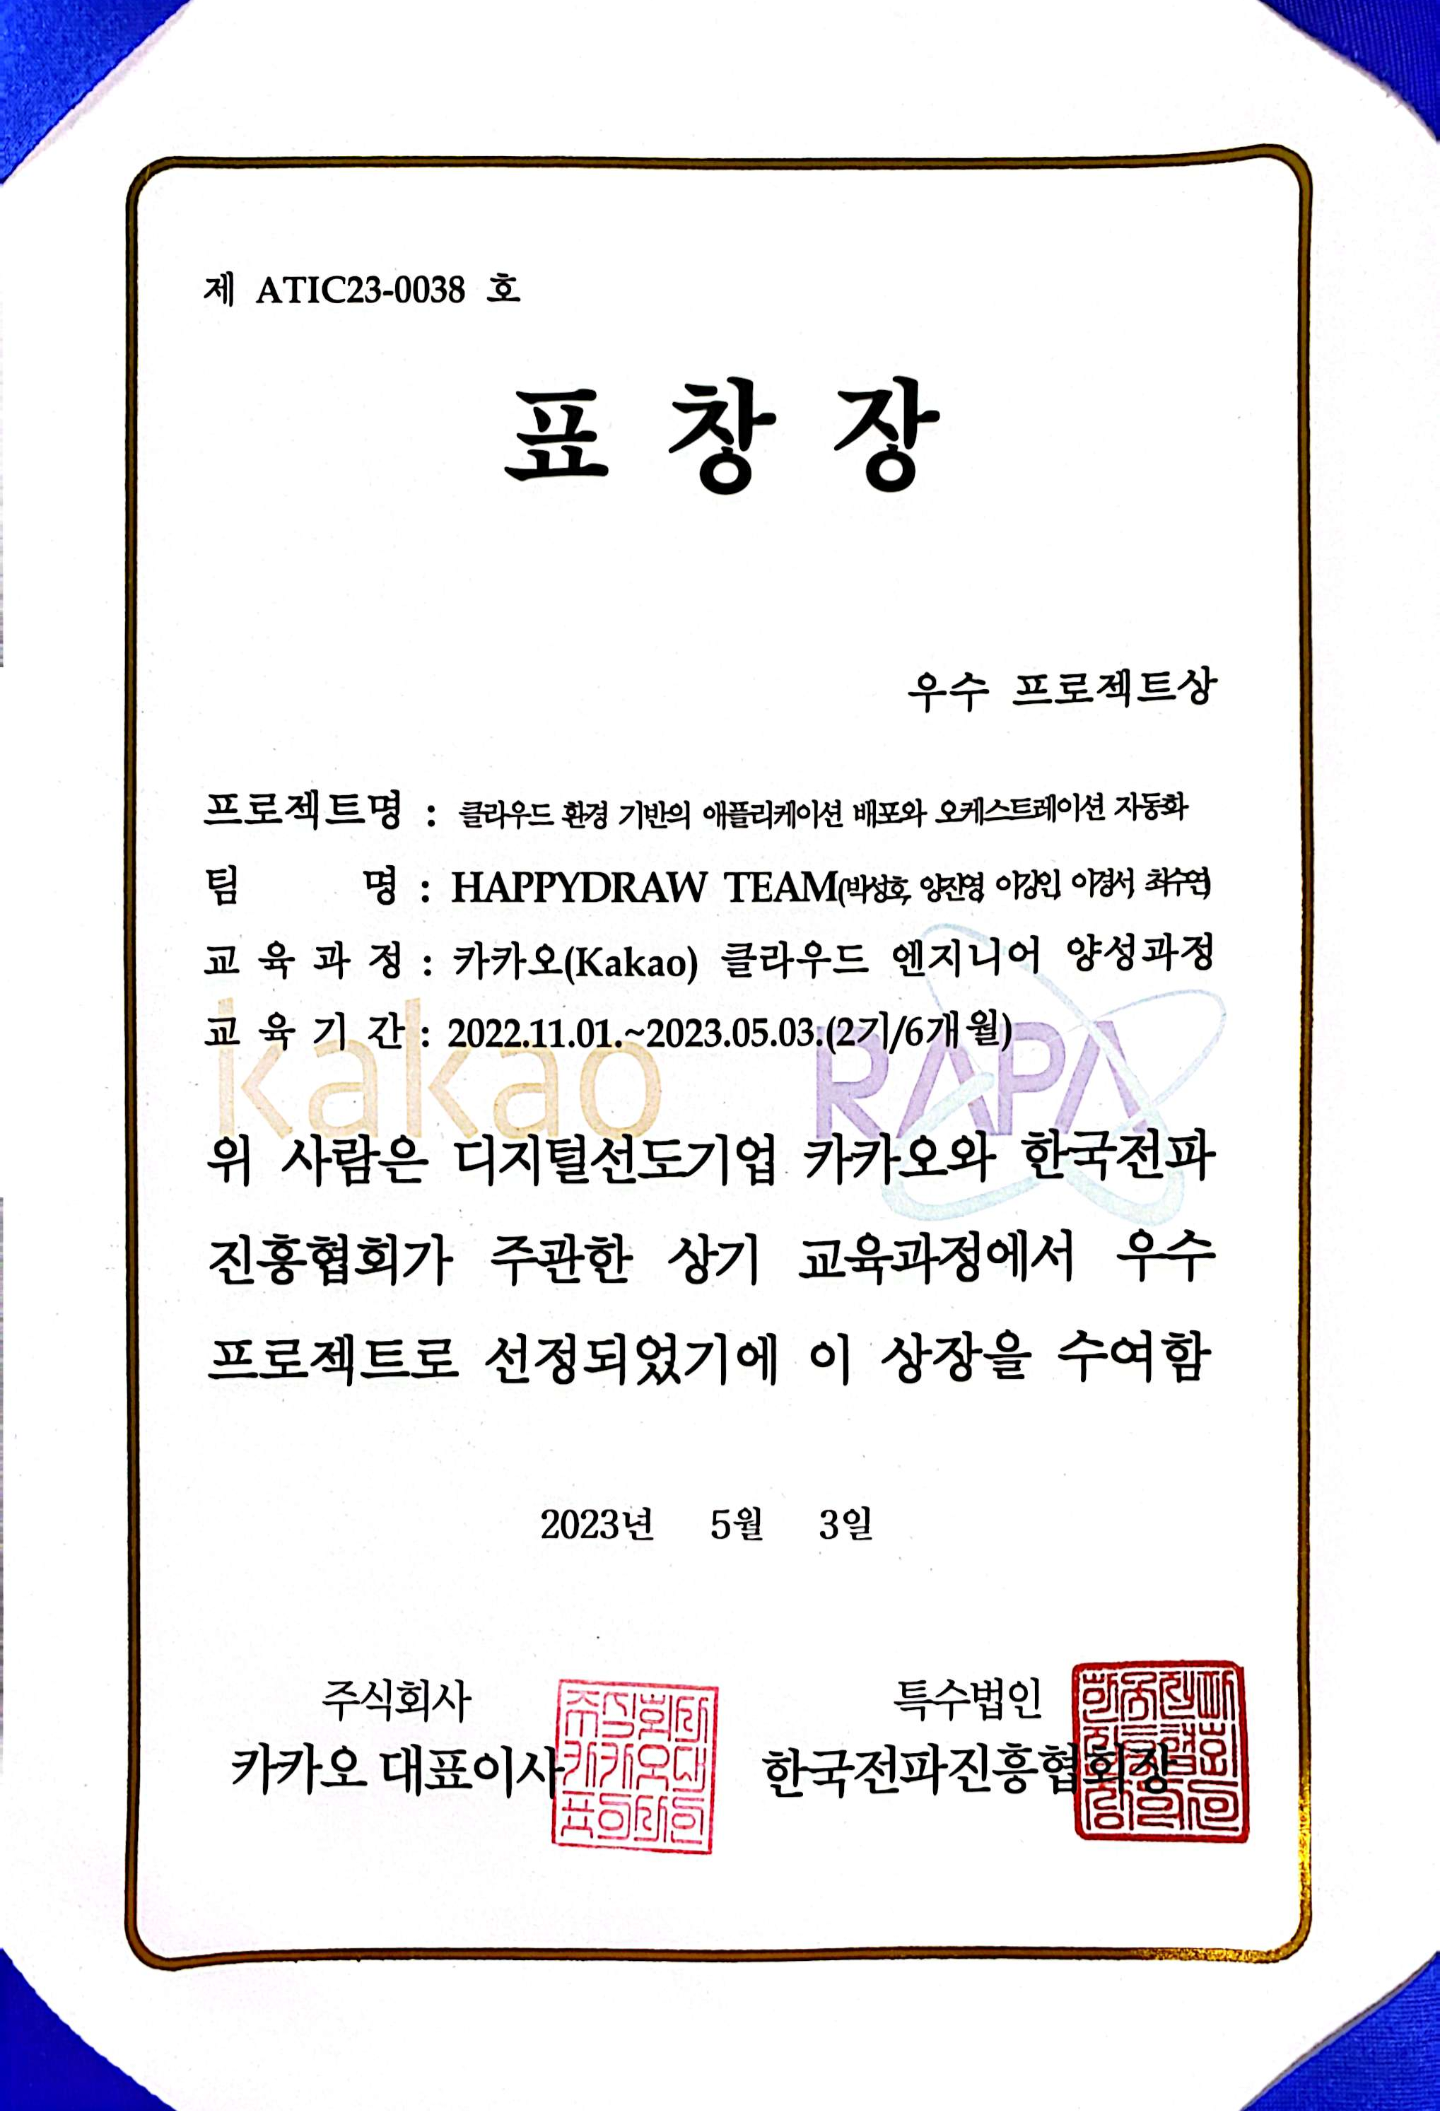 제 ATIC23-0038 호
표 창 장
우수 프로젝트상
프로젝트명 : 클라우드 환경 기반의 애플리케이션 배포와 오케스트레이션 자동화
팀 명 : HAPPYDRAW TEAM(박성호, 양진영, 이강인, 이경서, 최수연)
교 육 과 정 : 카카오(Kakao) 클라우드 엔지니어 양성과정
교 육 기 간 : 2022.11.01.~2023.05.03.(2기/6개월)
kakao RAPA
위 사람은 디지털선도기업 카카오와 한국전파
진흥협회가 주관한 상기 교육과정에서 우수
프로젝트로 선정되었기에 이 상장을 수여함
2023년 5월 3일
주식회사
카카오 대표이사
주식회사
카카오대
표이사인
특수법인
한국전파진흥협회장